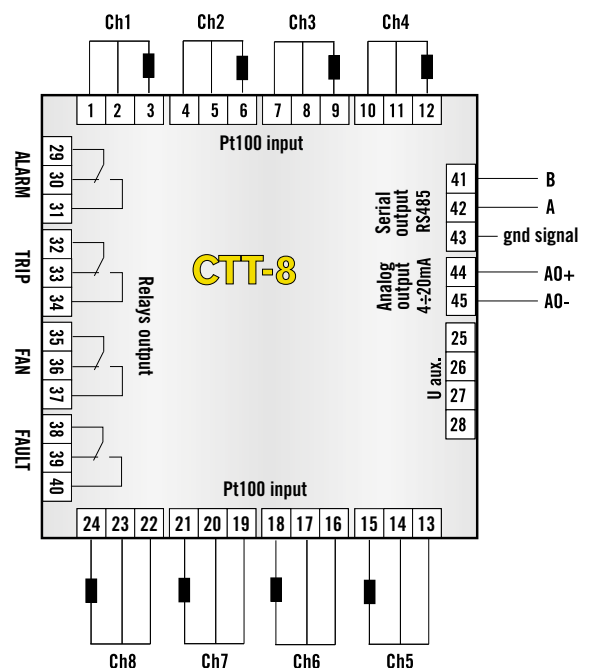 Ch1 Ch2 Ch3 Ch4
1 2 3 4 5 6 7 8 9 10 11 12
Pt100 input
ALARM
29
30
31
TRIP
32
33
34
FAN
35
36
37
FAULT
38
39
40
Relays output
CTT-8
Serial
output
RS485
41 B
42 A
43 gnd signal
Analog
output
4÷20mA
44 AO+
45 AO-
U aux.
25
26
27
28
Pt100 input
24 23 22 21 20 19 18 17 16 15 14 13
Ch8 Ch7 Ch6 Ch5